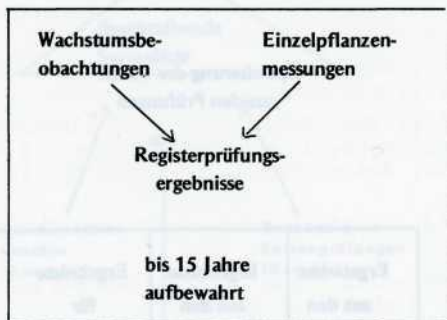 Wachstumsbe-
obachtungen
Einzelpflanzen-
messungen
Registerprüfungs-
ergebnisse
bis 15 Jahre
aufbewahrt